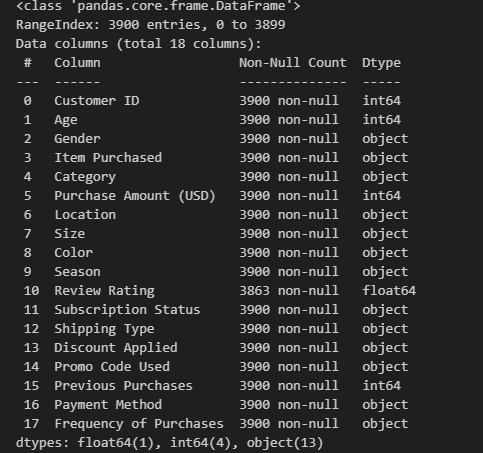 <class 'pandas.core.frame.DataFrame'>
RangeIndex: 3900 entries, 0 to 3899
Data columns (total 18 columns):
 #   Column                  Non-Null Count  Dtype
---  ------                  --------------  -----
 0   Customer ID             3900 non-null   int64
 1   Age                     3900 non-null   int64
 2   Gender                  3900 non-null   object
 3   Item Purchased          3900 non-null   object
 4   Category                3900 non-null   object
 5   Purchase Amount (USD)   3900 non-null   int64
 6   Location                3900 non-null   object
 7   Size                    3900 non-null   object
 8   Color                   3900 non-null   object
 9   Season                  3900 non-null   object
 10  Review Rating           3863 non-null   float64
 11  Subscription Status     3900 non-null   object
 12  Shipping Type           3900 non-null   object
 13  Discount Applied        3900 non-null   object
 14  Promo Code Used         3900 non-null   object
 15  Previous Purchases      3900 non-null   int64
 16  Payment Method          3900 non-null   object
 17  Frequency of Purchases  3900 non-null   object
dtypes: float64(1), int64(4), object(13)